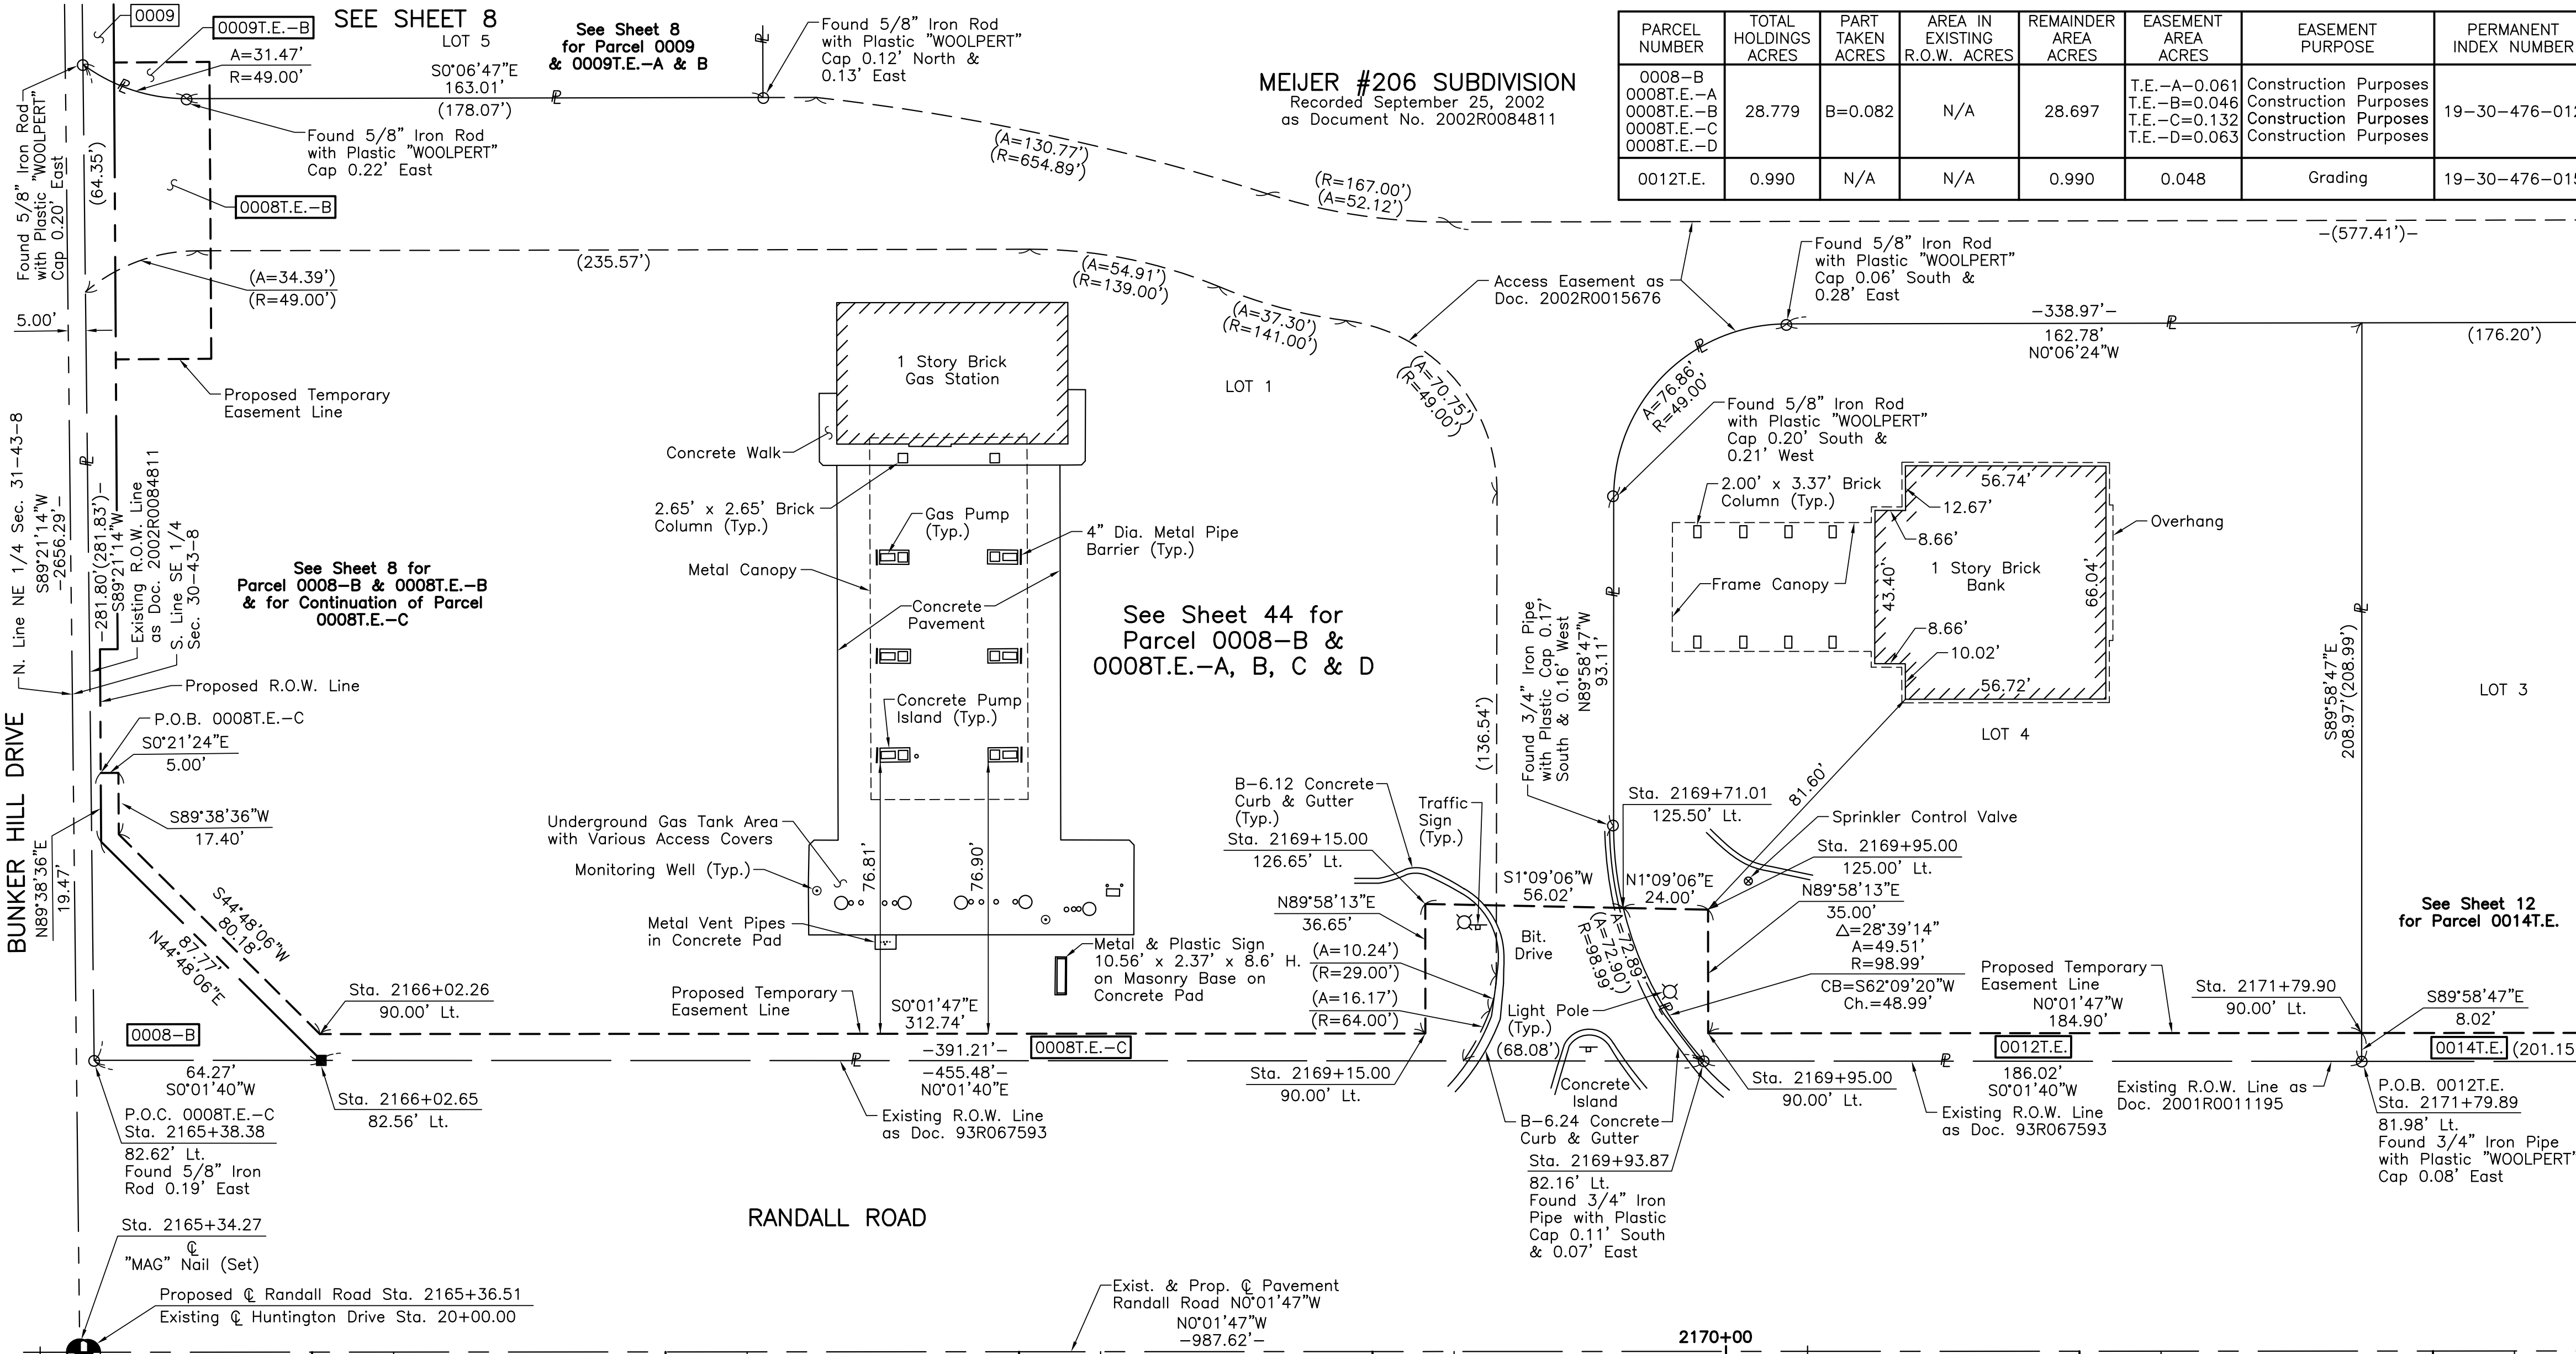 0009
0009T.E.-B
SEE SHEET 8
LOT 5
A=31.47'
R=49.00'
S0°06'47"E
163.01'
(178.07')
See Sheet 8
for Parcel 0009
& 0009T.E.-A & B
Found 5/8" Iron Rod
with Plastic "WOOLPERT"
Cap 0.12' North &
0.13' East
Found 5/8" Iron Rod
with Plastic "WOOLPERT"
Cap 0.20' East
(64.35')
Found 5/8" Iron Rod
with Plastic "WOOLPERT"
Cap 0.22' East
0008T.E.-B
MEIJER #206 SUBDIVISION
Recorded September 25, 2002
as Document No. 2002R0084811
PARCEL NUMBER
TOTAL HOLDINGS ACRES
PART TAKEN ACRES
AREA IN EXISTING R.O.W. ACRES
REMAINDER AREA ACRES
EASEMENT AREA ACRES
EASEMENT PURPOSE
PERMANENT INDEX NUMBER
0008-B
0008T.E.-A
0008T.E.-B
0008T.E.-C
0008T.E.-D
28.779
B=0.082
N/A
28.697
T.E.-A-0.061
T.E.-B=0.046
T.E.-C=0.132
T.E.-D=0.063
Construction Purposes
Construction Purposes
Construction Purposes
Construction Purposes
19-30-476-012
0012T.E.
0.990
N/A
N/A
0.990
0.048
Grading
19-30-476-015
(A=130.77')
(R=654.89')
(R=167.00')
(A=52.12')
-(577.41')-
(A=34.39')
(R=49.00')
(235.57')
(A=54.91')
(R=139.00')
(A=37.30')
(R=141.00')
Access Easement as
Doc. 2002R0015676
Found 5/8" Iron Rod
with Plastic "WOOLPERT"
Cap 0.06' South &
0.28' East
-338.97'-
162.78'
N0°06'24"W
(176.20')
5.00'
Proposed Temporary
Easement Line
1 Story Brick
Gas Station
LOT 1
(A=70.75')
(R=49.00')
A=76.86'
R=49.00'
Found 5/8" Iron Rod
with Plastic "WOOLPERT"
Cap 0.20' South &
0.21' West
Concrete Walk
2.65' x 2.65' Brick
Column (Typ.)
Gas Pump
(Typ.)
4" Dia. Metal Pipe
Barrier (Typ.)
Metal Canopy
Concrete
Pavement
Concrete Pump
Island (Typ.)
2.00' x 3.37' Brick
Column (Typ.)
56.74'
12.67'
8.66'
Overhang
Frame Canopy
43.40'
1 Story Brick
Bank
66.04'
8.66'
10.02'
56.72'
LOT 4
LOT 3
S89°58'47"E
208.97'(208.99')
N. Line NE 1/4 Sec. 31-43-8
S89°21'14"W
-2656.29'-
-281.80'(281.83')-
S89°21'14"W
Existing R.O.W. Line
as Doc. 2002R0084811
S. Line SE 1/4
Sec. 30-43-8
See Sheet 8 for
Parcel 0008-B & 0008T.E.-B
& for Continuation of Parcel
0008T.E.-C
See Sheet 44 for
Parcel 0008-B &
0008T.E.-A, B, C & D
(136.54')
Found 3/4" Iron Pipe
with Plastic Cap 0.17'
South & 0.16' West
N89°58'47"W
93.11'
Proposed R.O.W. Line
P.O.B. 0008T.E.-C
S0°21'24"E
5.00'
BUNKER HILL DRIVE
N89°38'36"E
19.47'
S89°38'36"W
17.40'
S44°48'06"W
80.18'
87.77'
N44°48'06"E
Underground Gas Tank Area
with Various Access Covers
Monitoring Well (Typ.)
76.81'
76.90'
Metal Vent Pipes
in Concrete Pad
Metal & Plastic Sign
10.56' x 2.37' x 8.6' H.
on Masonry Base on
Concrete Pad
B-6.12 Concrete
Curb & Gutter
(Typ.)
Sta. 2169+15.00
126.65' Lt.
Traffic
Sign
(Typ.)
S1°09'06"W
56.02'
N1°09'06"E
24.00'
N89°58'13"E
36.65'
(A=10.24')
(R=29.00')
(A=16.17')
(R=64.00')
Bit.
Drive
A=72.89'
(A=72.90')
R=98.99'
Sta. 2169+71.01
125.50' Lt.
81.60'
Sprinkler Control Valve
Sta. 2169+95.00
125.00' Lt.
N89°58'13"E
35.00'
△=28°39'14"
A=49.51'
R=98.99'
CB=S62°09'20"W
Ch.=48.99'
Light Pole
(Typ.)
(68.08')
Proposed Temporary
Easement Line
N0°01'47"W
184.90'
See Sheet 12
for Parcel 0014T.E.
Sta. 2171+79.90
90.00' Lt.
S89°58'47"E
8.02'
Sta. 2166+02.26
90.00' Lt.
Proposed Temporary
Easement Line
S0°01'47"E
312.74'
0008-B
64.27'
S0°01'40"W
-391.21'-
-455.48'-
N0°01'40"E
0008T.E.-C
Sta. 2169+15.00
90.00' Lt.
Concrete
Island
Sta. 2169+95.00
90.00' Lt.
0012T.E.
186.02'
S0°01'40"W
Existing R.O.W. Line as
Doc. 2001R0011195
0014T.E.
(201.15
P.O.C. 0008T.E.-C
Sta. 2165+38.38
82.62' Lt.
Found 5/8" Iron
Rod 0.19' East
Sta. 2166+02.65
82.56' Lt.
Existing R.O.W. Line
as Doc. 93R067593
B-6.24 Concrete
Curb & Gutter
Sta. 2169+93.87
82.16' Lt.
Found 3/4" Iron
Pipe with Plastic
Cap 0.11' South
& 0.07' East
Existing R.O.W. Line
as Doc. 93R067593
P.O.B. 0012T.E.
Sta. 2171+79.89
81.98' Lt.
Found 3/4" Iron Pipe
with Plastic "WOOLPERT"
Cap 0.08' East
RANDALL ROAD
Sta. 2165+34.27
℄
"MAG" Nail (Set)
Proposed ℄ Randall Road Sta. 2165+36.51
Existing ℄ Huntington Drive Sta. 20+00.00
Exist. & Prop. ℄ Pavement
Randall Road N0°01'47"W
N0°01'47"W
-987.62'-
2170+00